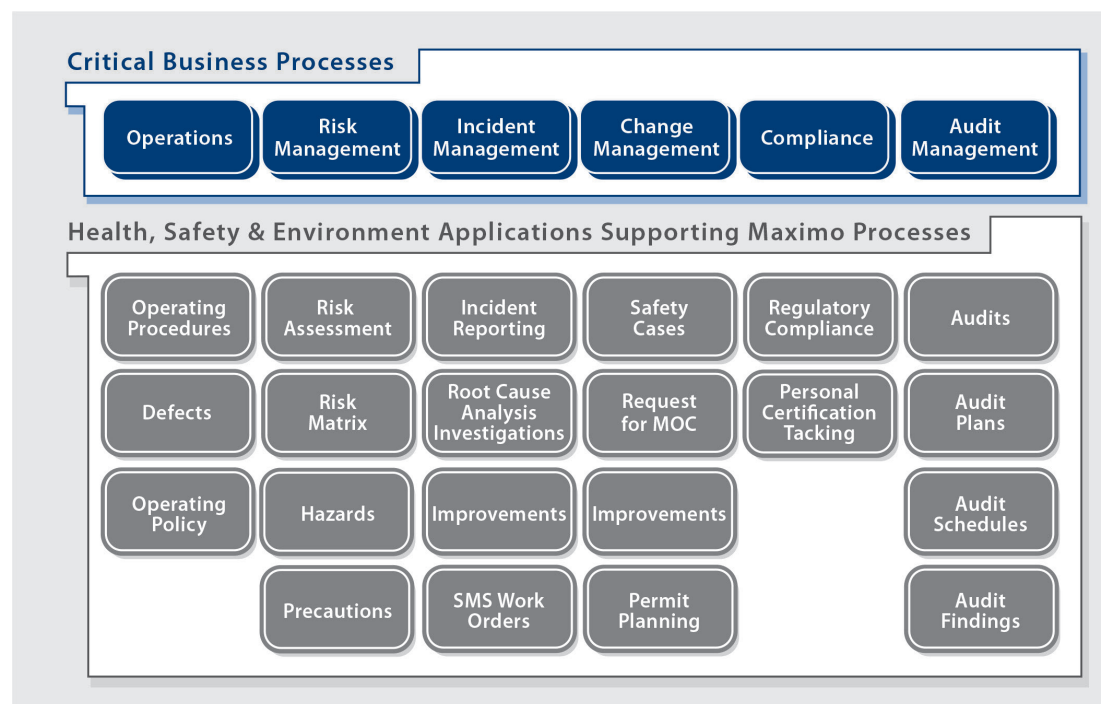 Critical Business Processes
Operations
Risk
Management
Incident
Management
Change
Management
Compliance
Audit
Management
Health, Safety & Environment Applications Supporting Maximo Processes
Operating
Procedures
Risk
Assessment
Incident
Reporting
Safety
Cases
Regulatory
Compliance
Audits
Defects
Risk
Matrix
Root Cause
Analysis
Investigations
Request
for MOC
Personal
Certification
Tacking
Audit
Plans
Operating
Policy
Hazards
Improvements
Improvements
Audit
Schedules
Precautions
SMS Work
Orders
Permit
Planning
Audit
Findings